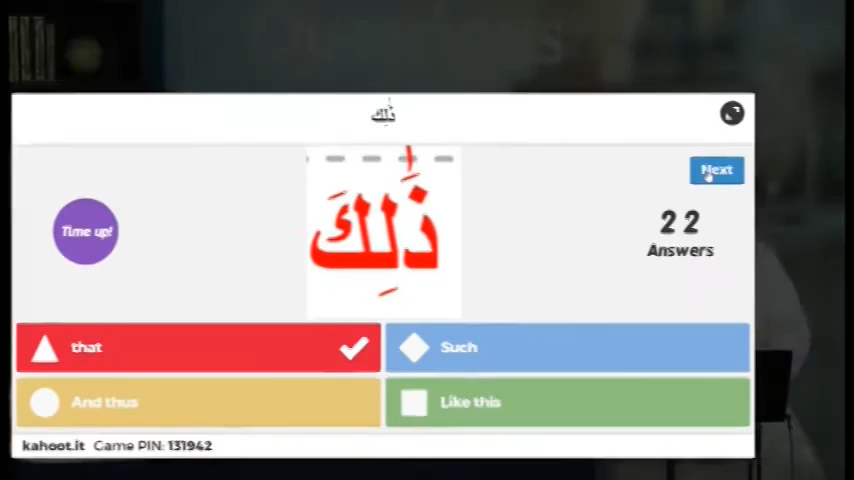 ذَٰلِك
ذَٰلِكَ
Next
Time up!
22
Answers
that
Such
And thus
Like this
kahoot.it Game PIN: 131942